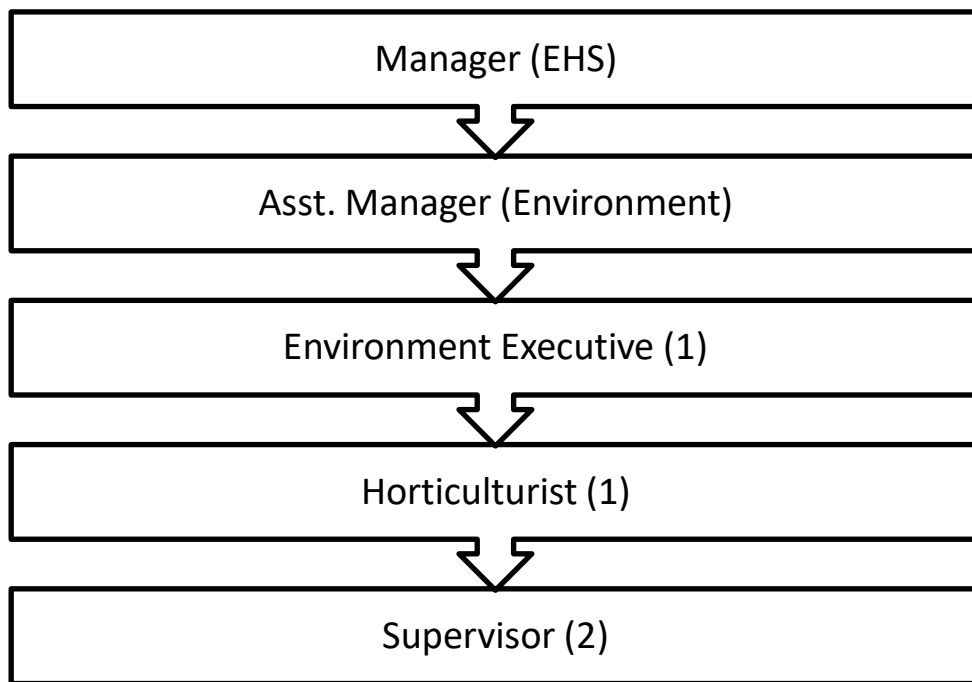 Manager (EHS)
Asst. Manager (Environment)
Environment Executive (1)
Horticulturist (1)
Supervisor (2)